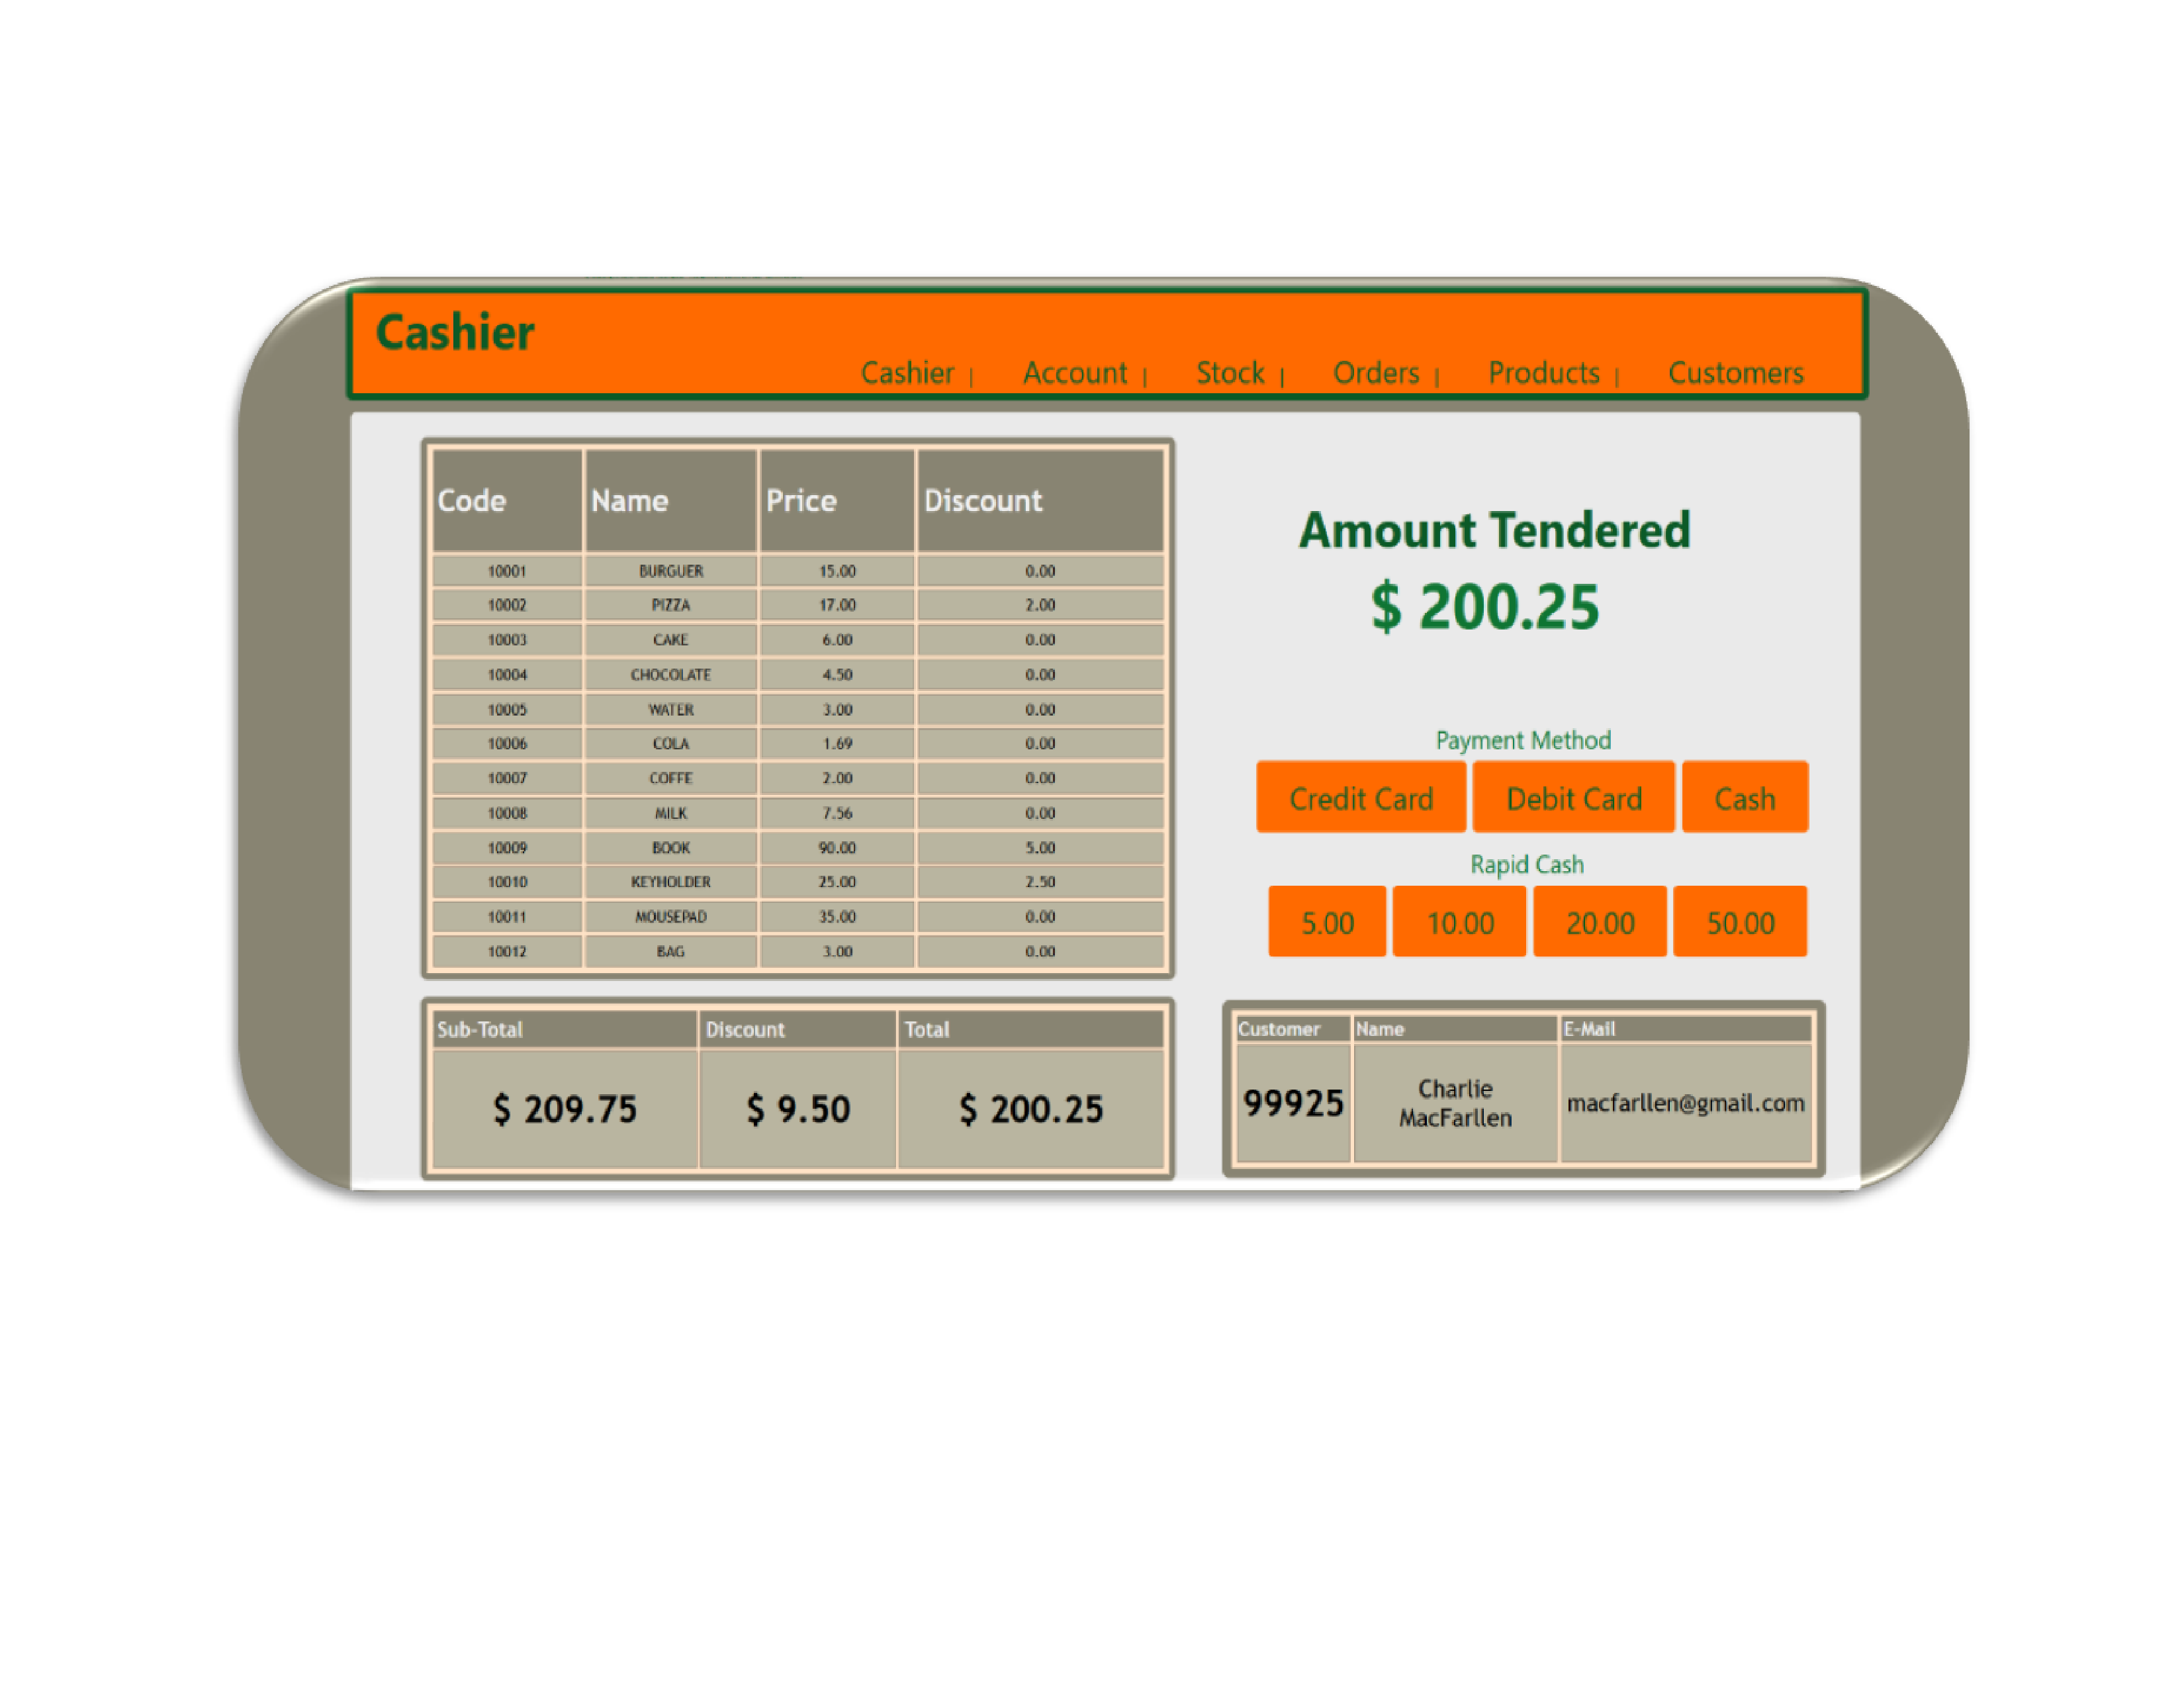 Cashier
Cashier | Account | Stock | Orders | Products | Customers
Code Name Price Discount
10001 BURGUER 15.00 0.00
10002 PIZZA 17.00 2.00
10003 CAKE 6.00 0.00
10004 CHOCOLATE 4.50 0.00
10005 WATER 3.00 0.00
10006 COLA 1.69 0.00
10007 COFFE 2.00 0.00
10008 MILK 7.56 0.00
10009 BOOK 90.00 5.00
10010 KEYHOLDER 25.00 2.50
10011 MOUSEPAD 35.00 0.00
10012 BAG 3.00 0.00
Sub-Total Discount Total
$ 209.75 $ 9.50 $ 200.25
Amount Tendered
$ 200.25
Payment Method
Credit Card Debit Card Cash
Rapid Cash
5.00 10.00 20.00 50.00
Customer Name E-Mail
99925 Charlie MacFarllen macfarllen@gmail.com